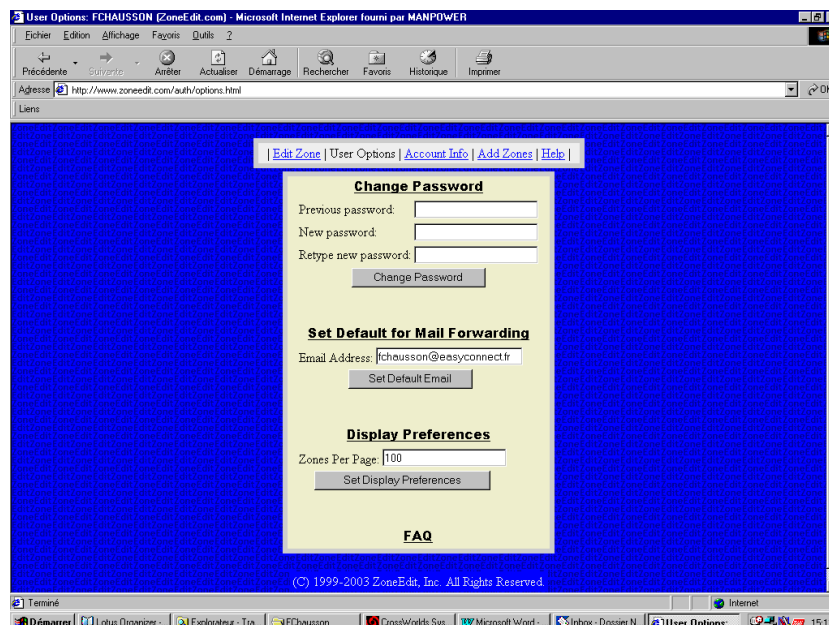 User Options: FCHAUSSON (ZoneEdit.com) - Microsoft Internet Explorer fourni par MANPOWER
Fichier Edition Affichage Favoris Outils ?
Précédente Suivante Arrêter Actualiser Démarrage Rechercher Favoris Historique Imprimer
Adresse http://www.zoneedit.com/auth/options.html OK
Liens
| Edit Zone | User Options | Account Info | Add Zones | Help |
Change Password
Previous password:
New password:
Retype new password:
Change Password
Set Default for Mail Forwarding
Email Address: fchausson@easyconnect.fr
Set Default Email
Display Preferences
Zones Per Page: 100
Set Display Preferences
FAQ
(C) 1999-2003 ZoneEdit, Inc. All Rights Reserved.
Terminé Internet
Démarrer Lotus Organizer - Explorateur - Tra... FChausson CrossWorlds Sys... Microsoft Word - Inbox - Dossier N... User Options: 15:1